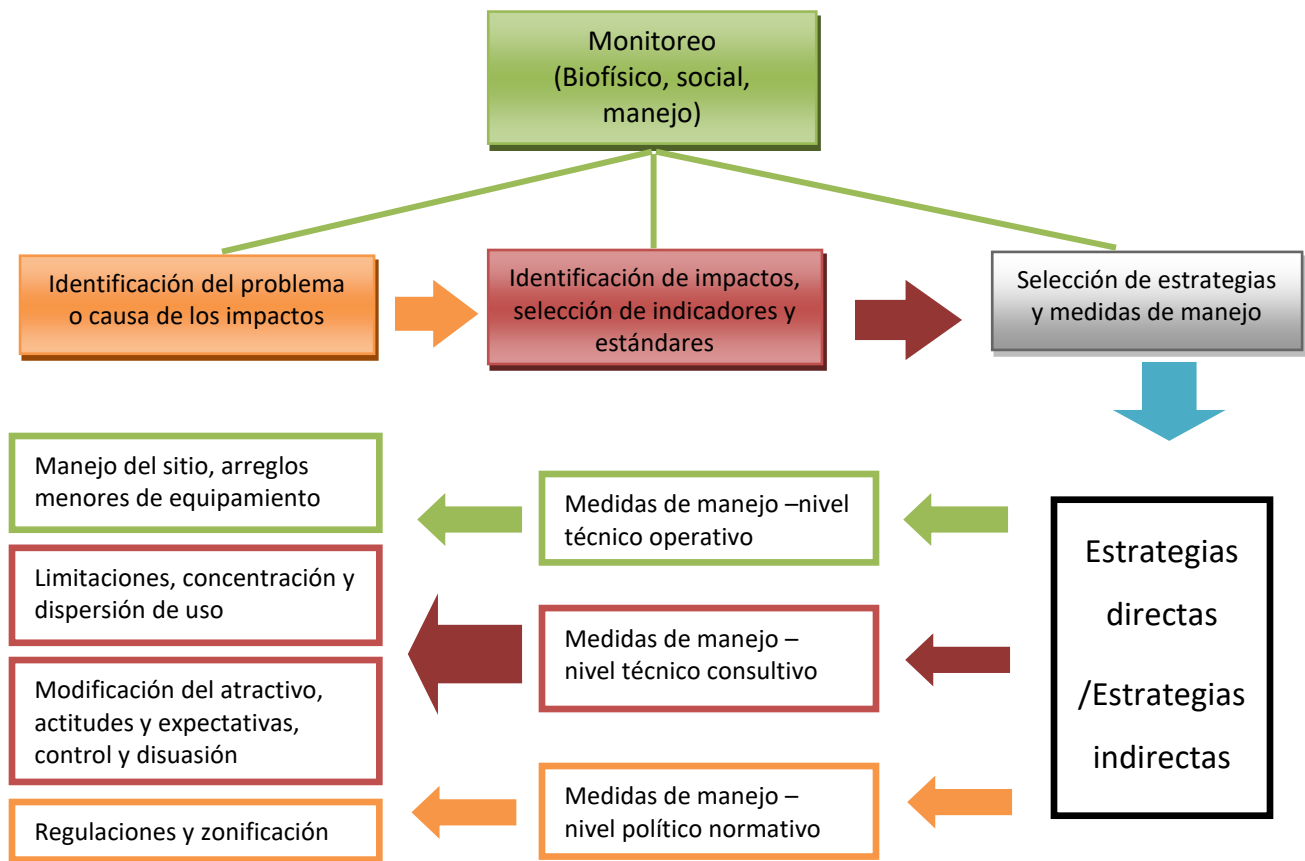 Monitoreo
(Biofísico, social,
manejo)
Identificación del problema
o causa de los impactos
Identificación de impactos,
selección de indicadores y
estándares
Selección de estrategias
y medidas de manejo
Manejo del sitio, arreglos
menores de equipamiento
Medidas de manejo –nivel
técnico operativo
Estrategias
directas
/Estrategias
indirectas
Limitaciones, concentración y
dispersión de uso
Medidas de manejo –
nivel técnico consultivo
Modificación del atractivo,
actitudes y expectativas,
control y disuasión
Medidas de manejo –
nivel político normativo
Regulaciones y zonificación